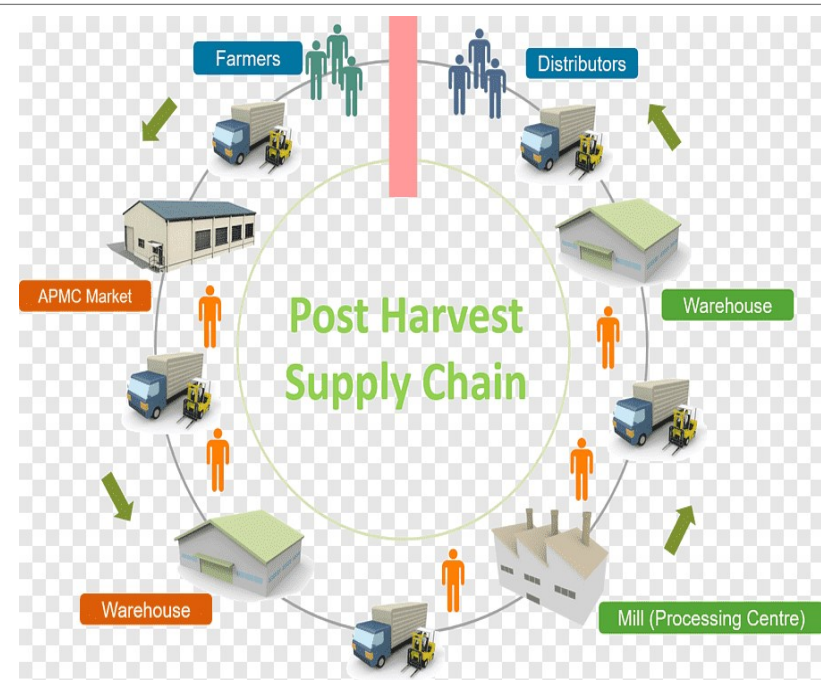 Farmers
Distributors
APMC Market
Warehouse
Post Harvest
Supply Chain
Warehouse
Mill (Processing Centre)